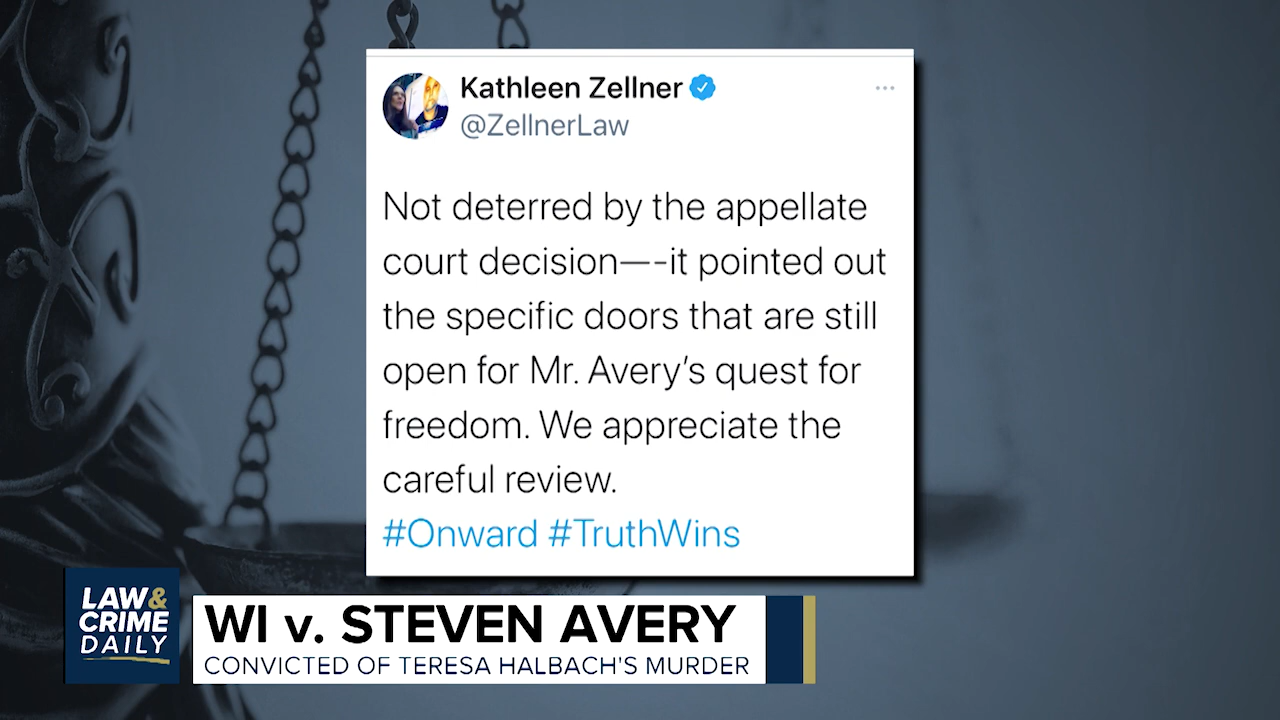 Kathleen Zellner
@ZellnerLaw
Not deterred by the appellate
court decision—-it pointed out
the specific doors that are still
open for Mr. Avery’s quest for
freedom. We appreciate the
careful review.
#Onward #TruthWins
LAW&
CRIME
DAILY
WI v. STEVEN AVERY
CONVICTED OF TERESA HALBACH'S MURDER